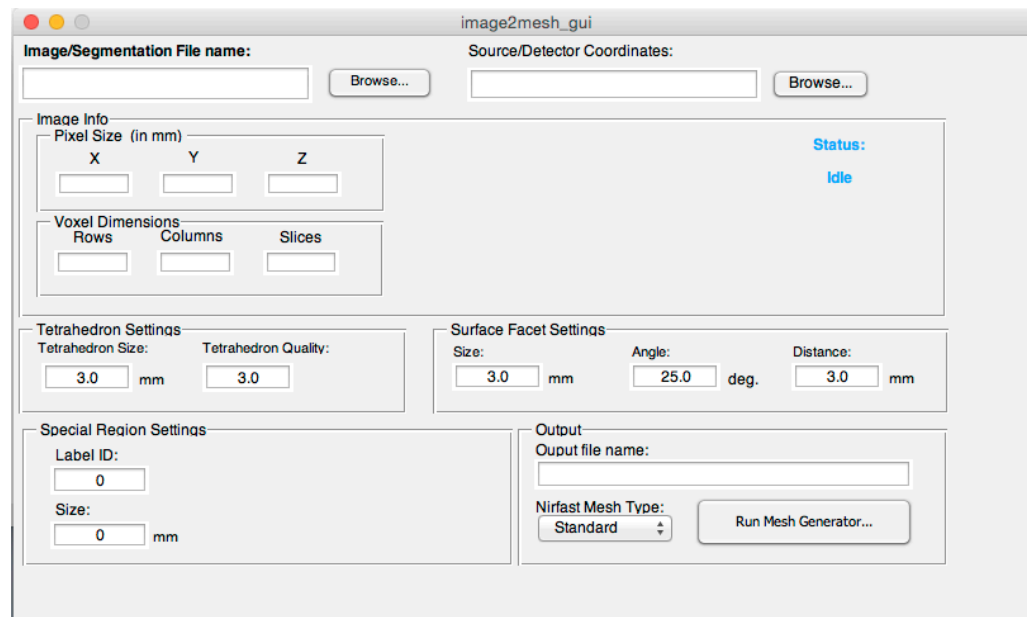 image2mesh_gui
Image/Segmentation File name:
Source/Detector Coordinates:
Browse...
Browse...
Image Info
Pixel Size (in mm)
X Y Z
Status:
Idle
Voxel Dimensions
Rows Columns Slices
Tetrahedron Settings
Tetrahedron Size: Tetrahedron Quality:
3.0 mm 3.0
Surface Facet Settings
Size: Angle: Distance:
3.0 mm 25.0 deg. 3.0 mm
Special Region Settings
Label ID:
0
Size:
0 mm
Output
Ouput file name:
Nirfast Mesh Type:
Standard
Run Mesh Generator...